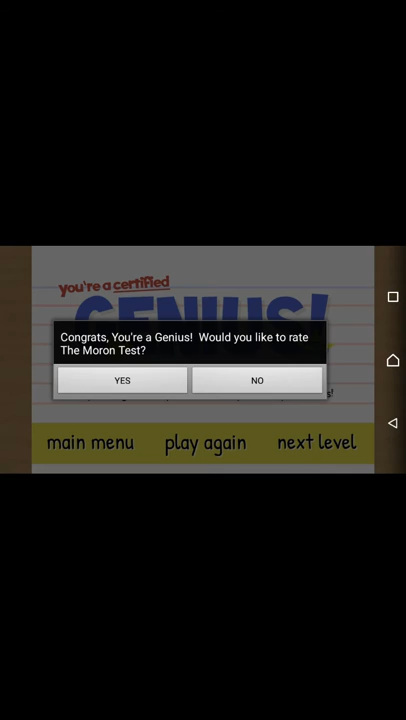 you're a certified
GENIUS!
Congrats, You're a Genius!  Would you like to rate
The Moron Test?
YES
NO
main menu
play again
next level